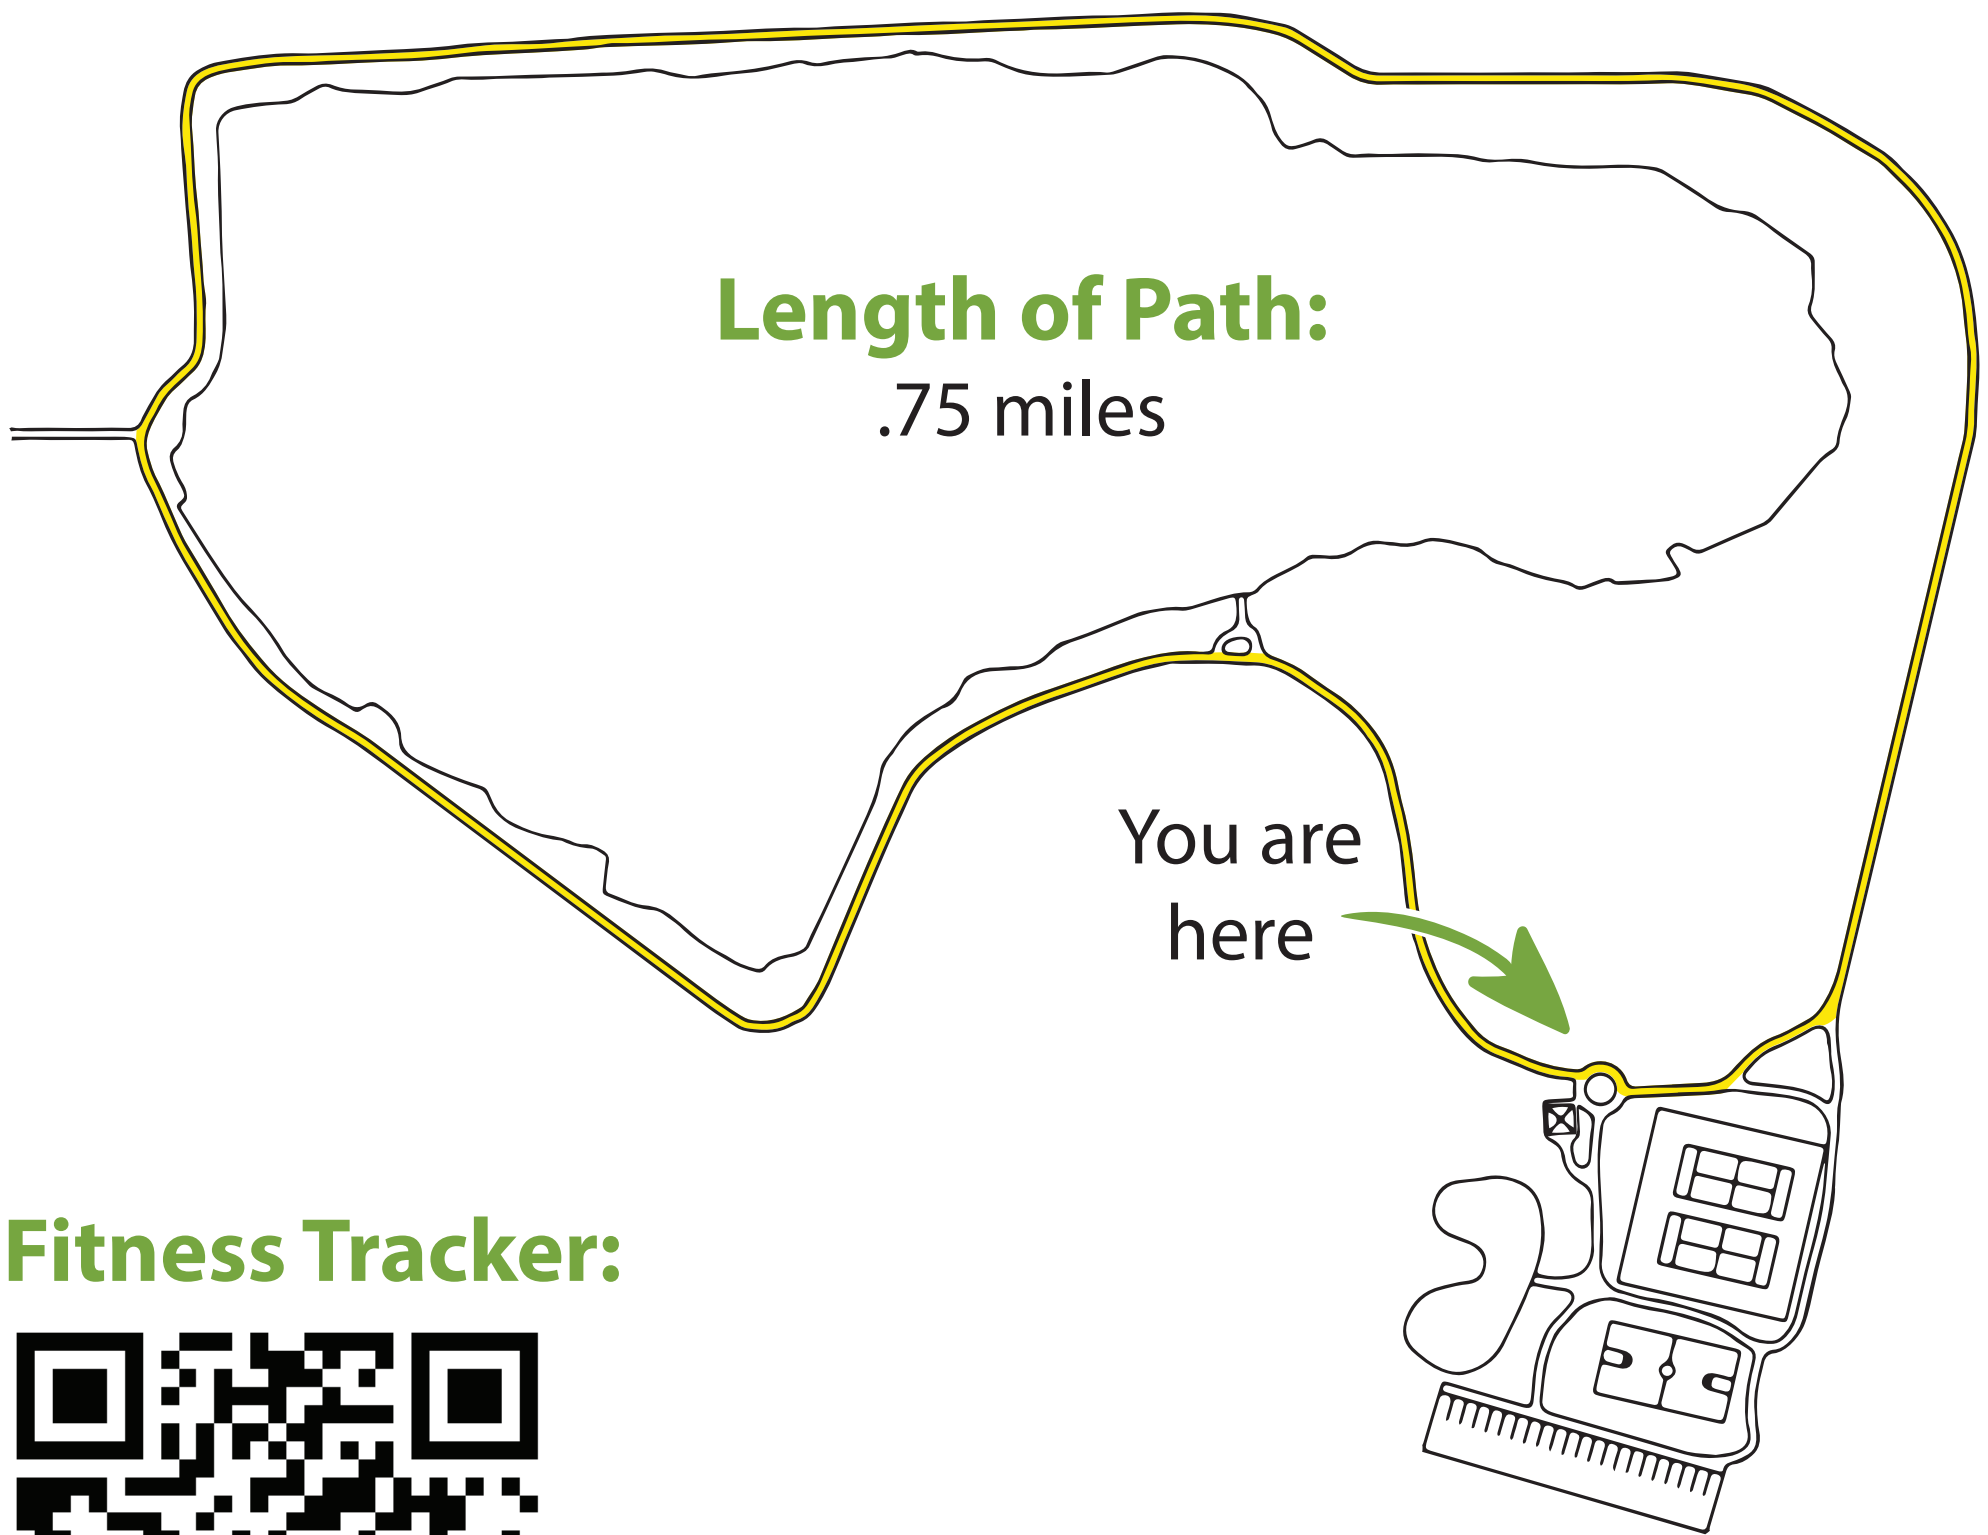 Length of Path:
.75 miles
You are
here
Fitness Tracker: